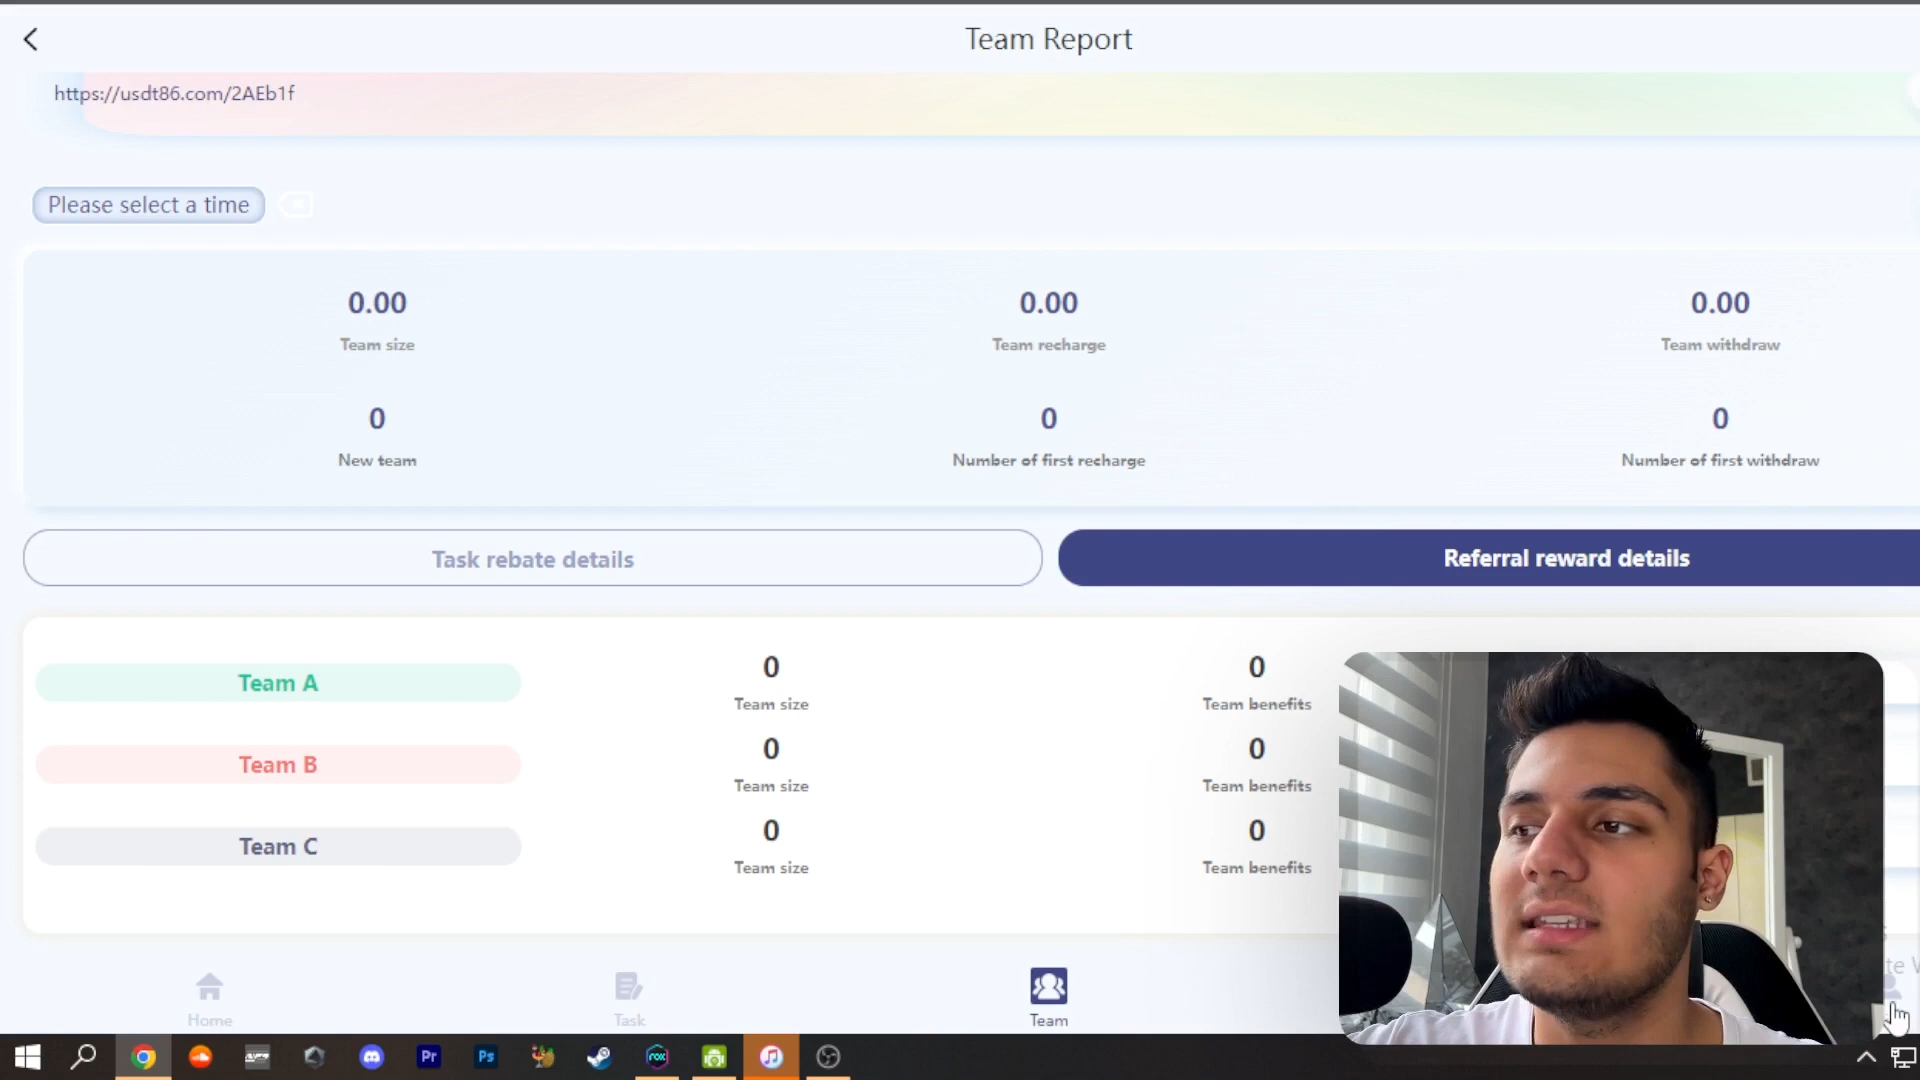 Team Report
https://usdt86.com/2AEb1f
Please select a time
0.00 0.00 0.00
Team size Team recharge Team withdraw
0 0 0
New team Number of first recharge Number of first withdraw
Task rebate details Referral reward details
0 0
Team A
Team size Team benefits
0 0
Team B
Team size Team benefits
0 0
Team C
Team size Team benefits
Home Task Team
Pr Ps